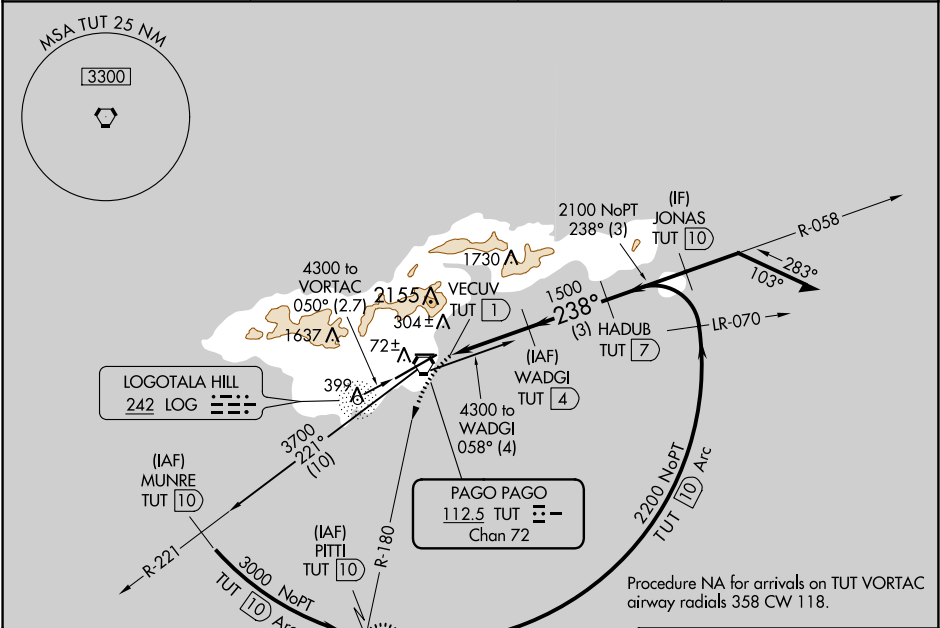 MSA TUT 25 NM
3300
(IF)
JONAS
TUT 10
2100 NoPT
238° (3)
R-058
283°
103°
1730
4300 to
VORTAC
050° (2.7)
2155
VECUV
TUT 1
1500
238°
(3)
304±
1637
72±
HADUB
TUT 7
LR-070
(IAF)
WADGI
TUT 4
LOGOTALA HILL
242 LOG
399
4300 to
WADGI
058° (4)
3700
221°
(10)
(IAF)
MUNRE
TUT 10
PAGO PAGO
112.5 TUT
Chan 72
2200 NoPT
TUT 10 Arc
(IAF)
PITTI
TUT 10
R-180
R-221
3000 NoPT
TUT 10 Arc
Procedure NA for arrivals on TUT VORTAC
airway radials 358 CW 118.